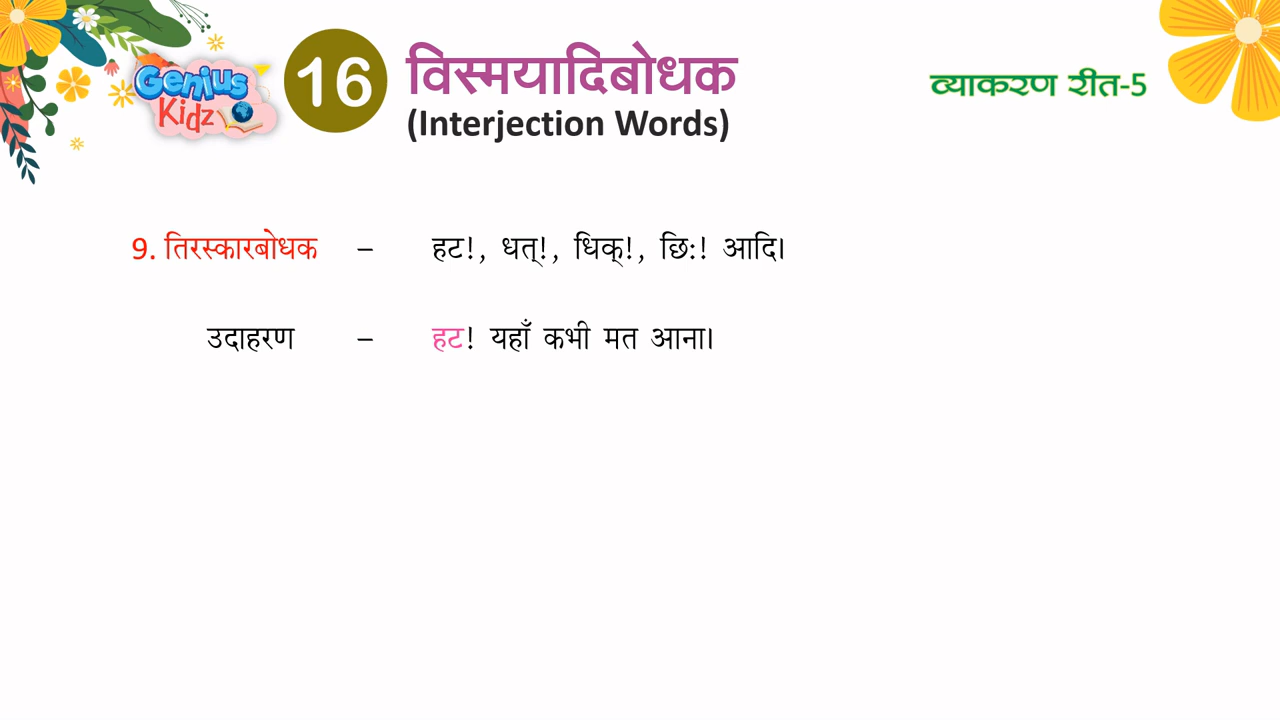 Genius
Kidz
16
विस्मयादिबोधक
(Interjection Words)
व्याकरण रीत-5
9. तिरस्कारबोधक – हट!, धत्!, धिक्!, छिः! आदि।
उदाहरण – हट! यहाँ कभी मत आना।